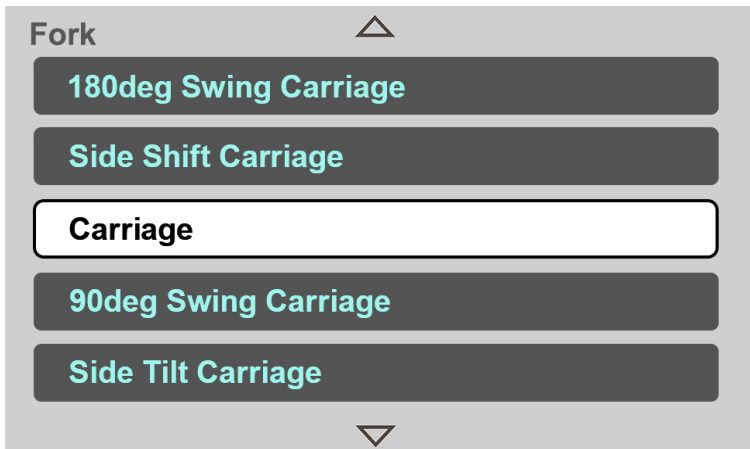 Fork
180deg Swing Carriage
Side Shift Carriage
Carriage
90deg Swing Carriage
Side Tilt Carriage